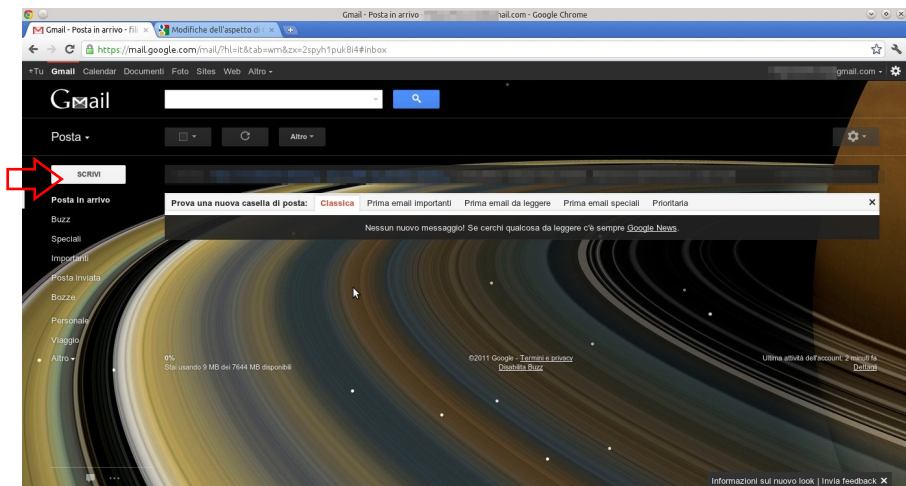 Gmail - Posta in arrivo - nail.com - Google Chrome
Gmail - Posta in arrivo - fili × Modifiche dell'aspetto di G ×
https://mail.google.com/mail/?hl=it&tab=wm&zx=2spyh1puk8i4#inbox
+Tu Gmail Calendar Documenti Foto Sites Web Altro gmail.com
Gmail
Posta Altro
SCRIVI
Posta in arrivo
Prova una nuova casella di posta: Classica Prima email importanti Prima email da leggere Prima email speciali Prioritaria ×
Buzz
Nessun nuovo messaggio! Se cerchi qualcosa da leggere c'è sempre Google News.
Speciali
Importanti
Posta inviata
Bozze
Personale
Viaggio
Altro
0% ©2011 Google - Termini e privacy Ultima attività dell'account: 2 minuti fa
Stai usando 9 MB dei 7644 MB disponibili Disabilita Buzz Dettagli
Informazioni sul nuovo look | Invia feedback ×